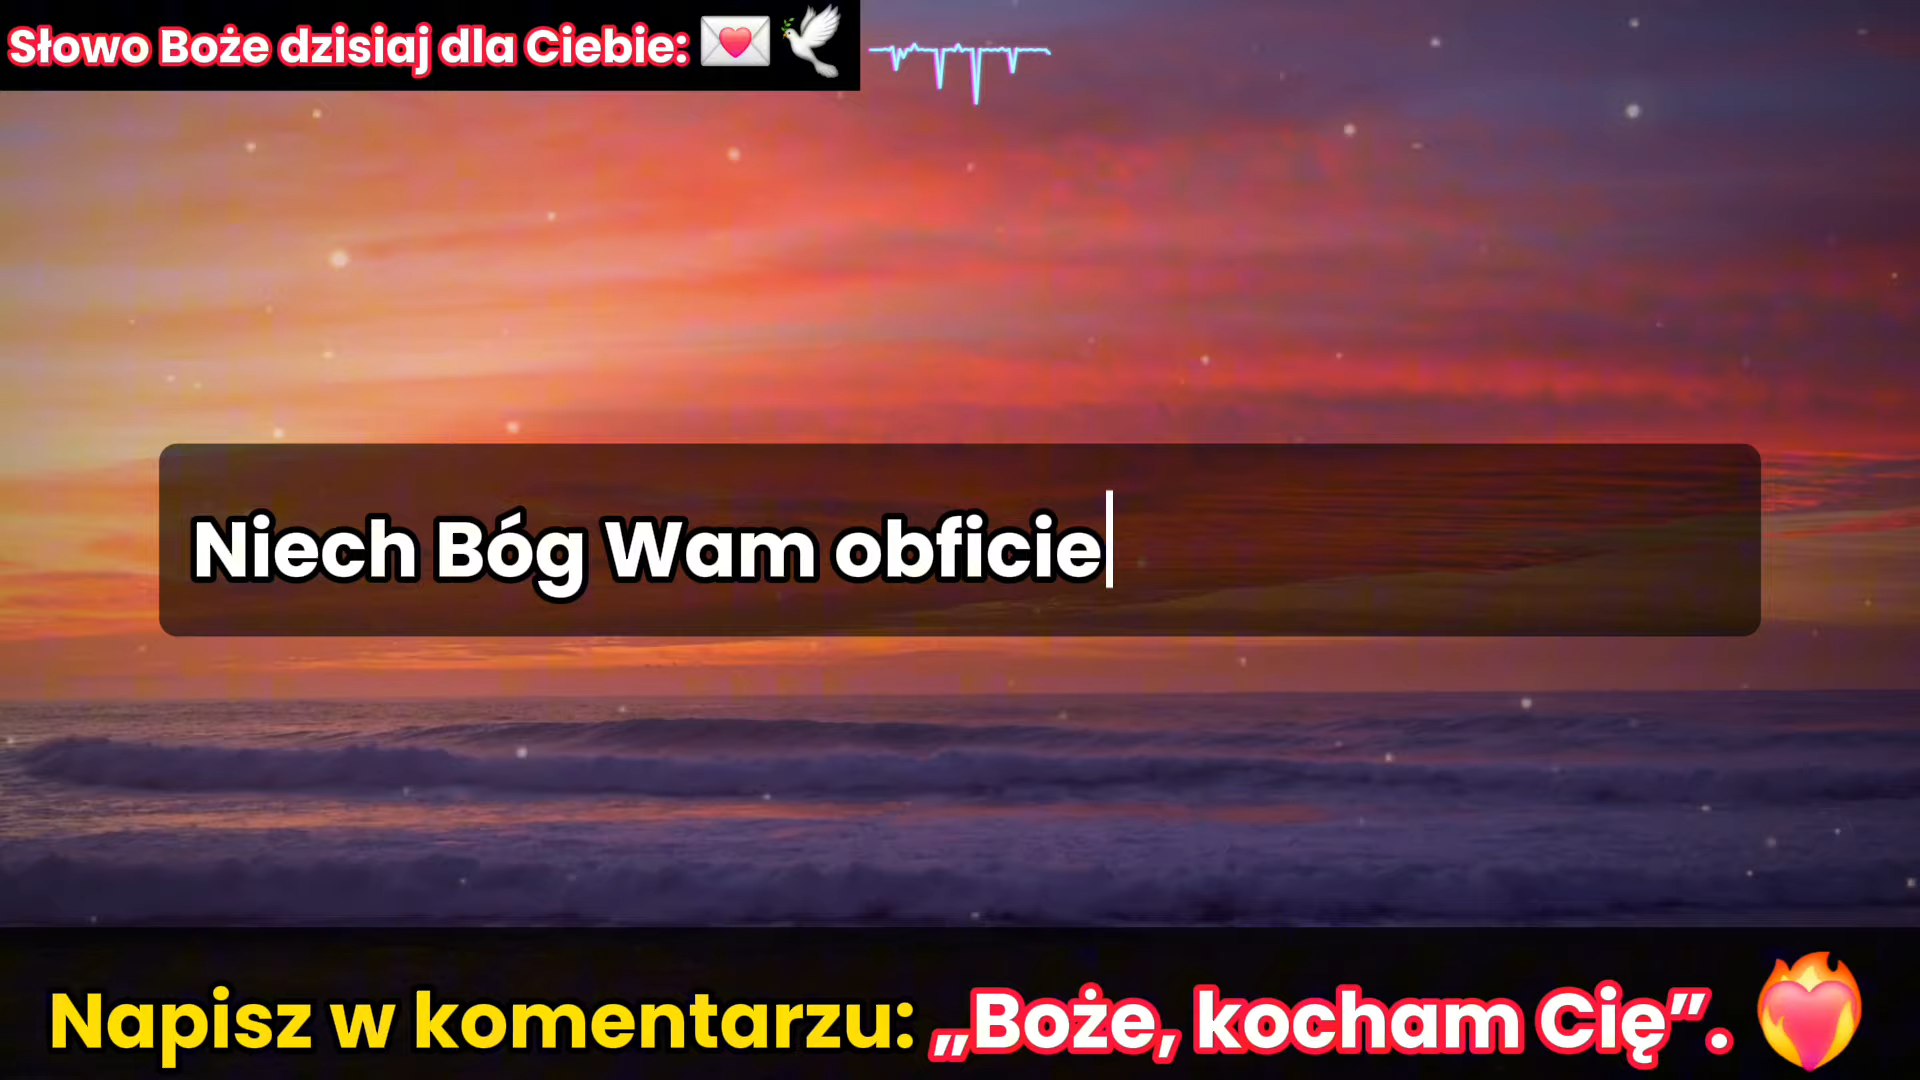 Słowo Boże dzisiaj dla Ciebie: 💌🕊️
Niech Bóg Wam obficie
Napisz w komentarzu: „Boże, kocham Cię”. ❤️‍🔥